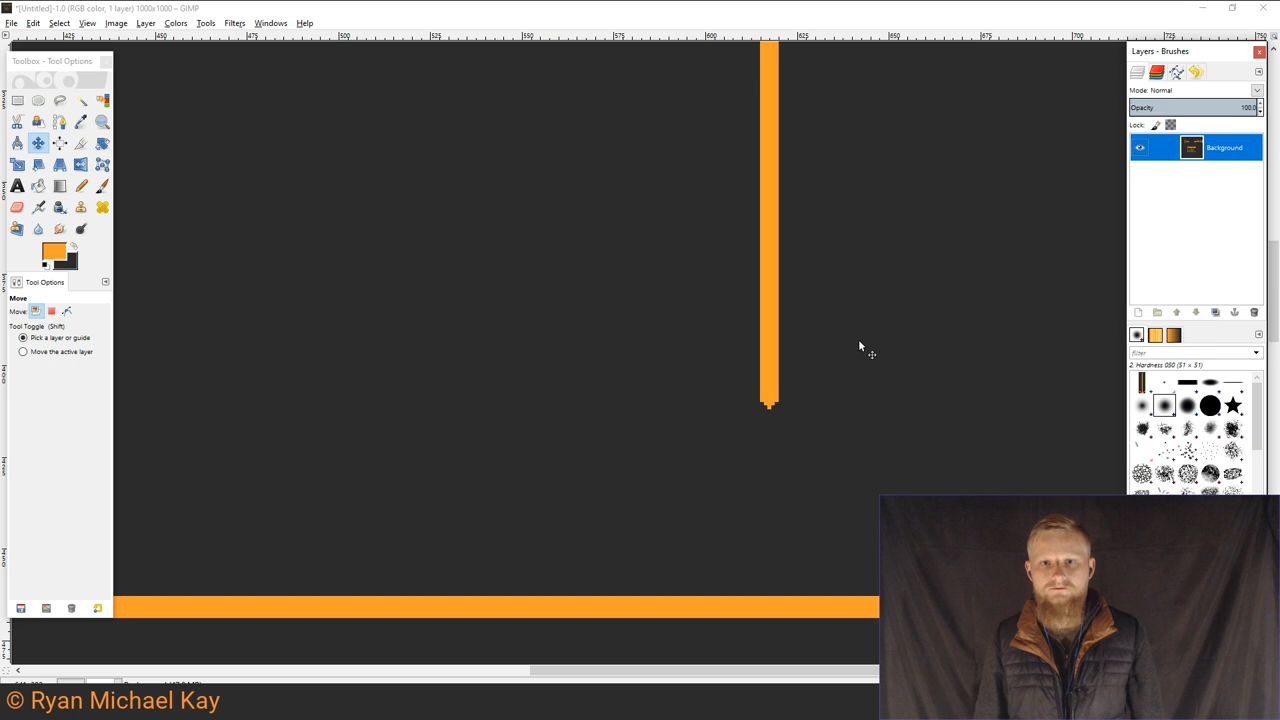 *[Untitled]-1.0 (RGB color, 1 layer) 1000x1000 – GIMP
File Edit Select View Image Layer Colors Tools Filters Windows Help
425 450 475 500 525 550 575 600 625 650 675 700 725 750
Toolbox - Tool Options
Layers - Brushes
Mode: Normal
Opacity 100.0
Lock:
Background
Tool Options
Move
Move:
Tool Toggle (Shift)
Pick a layer or guide
Move the active layer
filter
2. Hardness 050 (51 × 51)
© Ryan Michael Kay